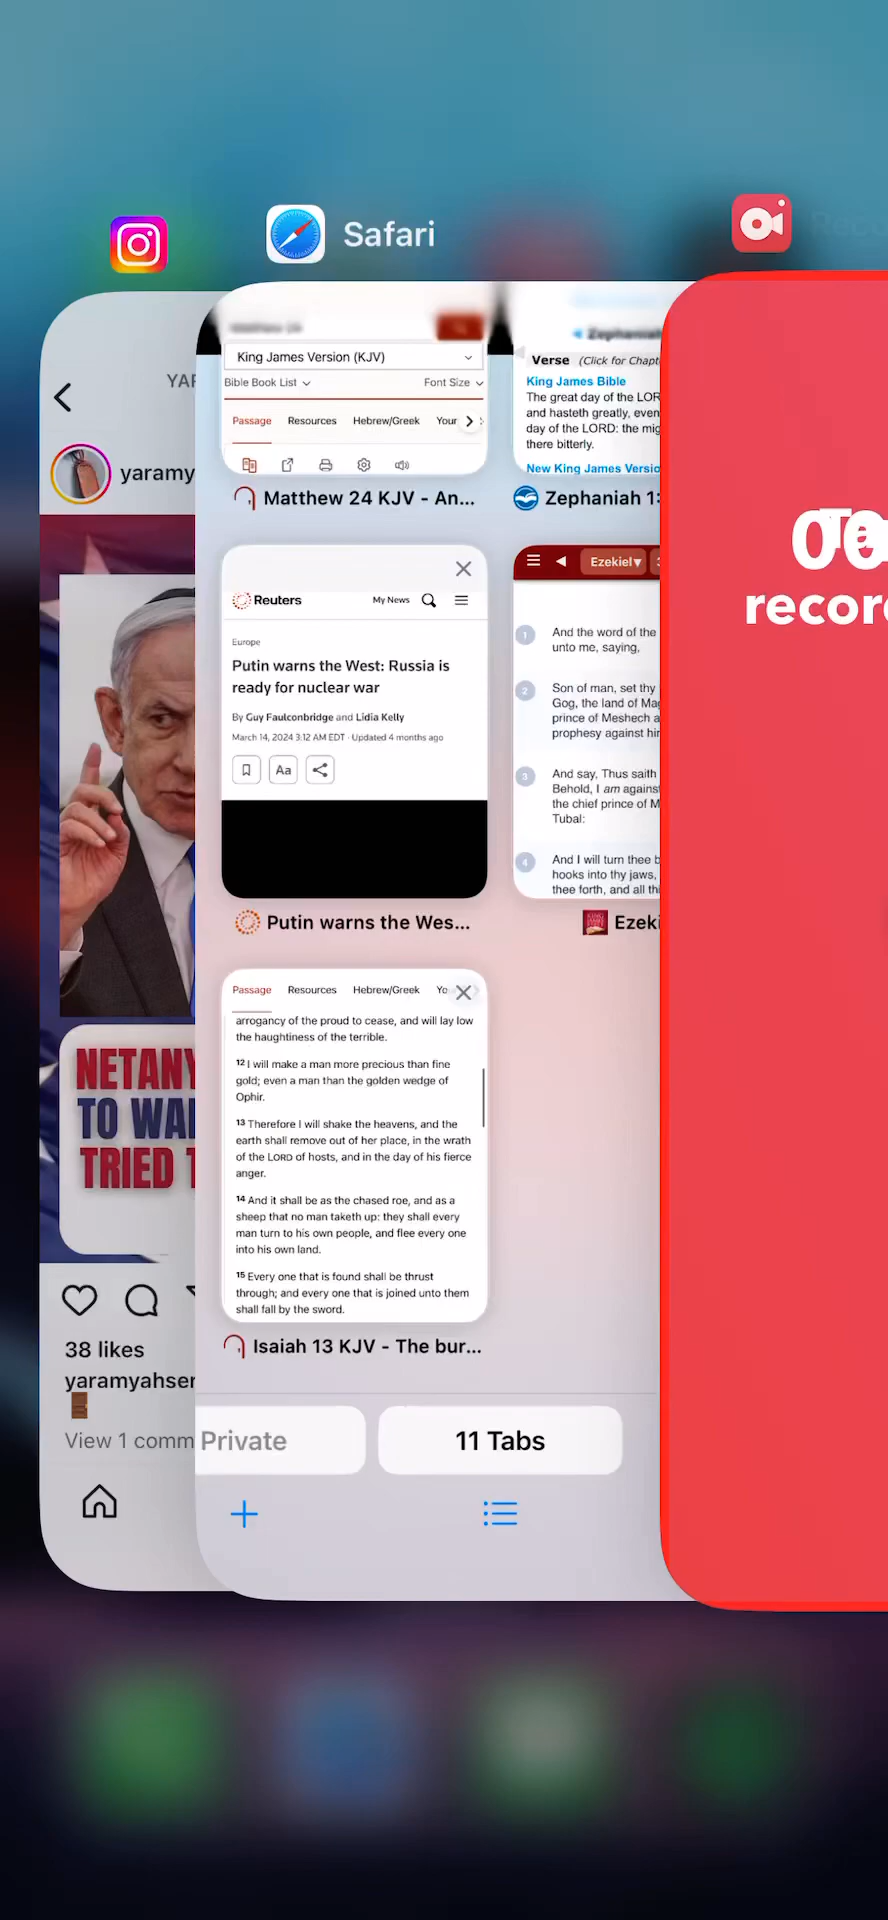 Safari
YAR
yaramy
NETANY
TO WA
TRIED T
38 likes
yaramyahser
View 1 comm
Matthew 24
King James Version (KJV)
Bible Book List
Font Size
Passage Resources Hebrew/Greek Your
Matthew 24 KJV - An...
Zephaniah
Verse (Click for Chapt
King James Bible
The great day of the LOR
and hasteth greatly, even
day of the LORD: the mig
there bitterly.
New King James Versio
Zephaniah 1:
Reuters
My News
Europe
Putin warns the West: Russia is
ready for nuclear war
By Guy Faulconbridge and Lidia Kelly
March 14, 2024 3:12 AM EDT · Updated 4 months ago
Aa
Putin warns the Wes...
Ezekiel
1 And the word of the
unto me, saying,
2 Son of man, set thy
Gog, the land of Mag
prince of Meshech a
prophesy against hir
3 And say, Thus saith
Behold, I am against
the chief prince of M
Tubal:
4 And I will turn thee b
hooks into thy jaws,
thee forth, and all thi
Ezeki
Passage Resources Hebrew/Greek Yo
arrogancy of the proud to cease, and will lay low
the haughtiness of the terrible.
12 I will make a man more precious than fine
gold; even a man than the golden wedge of
Ophir.
13 Therefore I will shake the heavens, and the
earth shall remove out of her place, in the wrath
of the LORD of hosts, and in the day of his fierce
anger.
14 And it shall be as the chased roe, and as a
sheep that no man taketh up: they shall every
man turn to his own people, and flee every one
into his own land.
15 Every one that is found shall be thrust
through; and every one that is joined unto them
shall fall by the sword.
Isaiah 13 KJV - The bur...
Private
11 Tabs
record